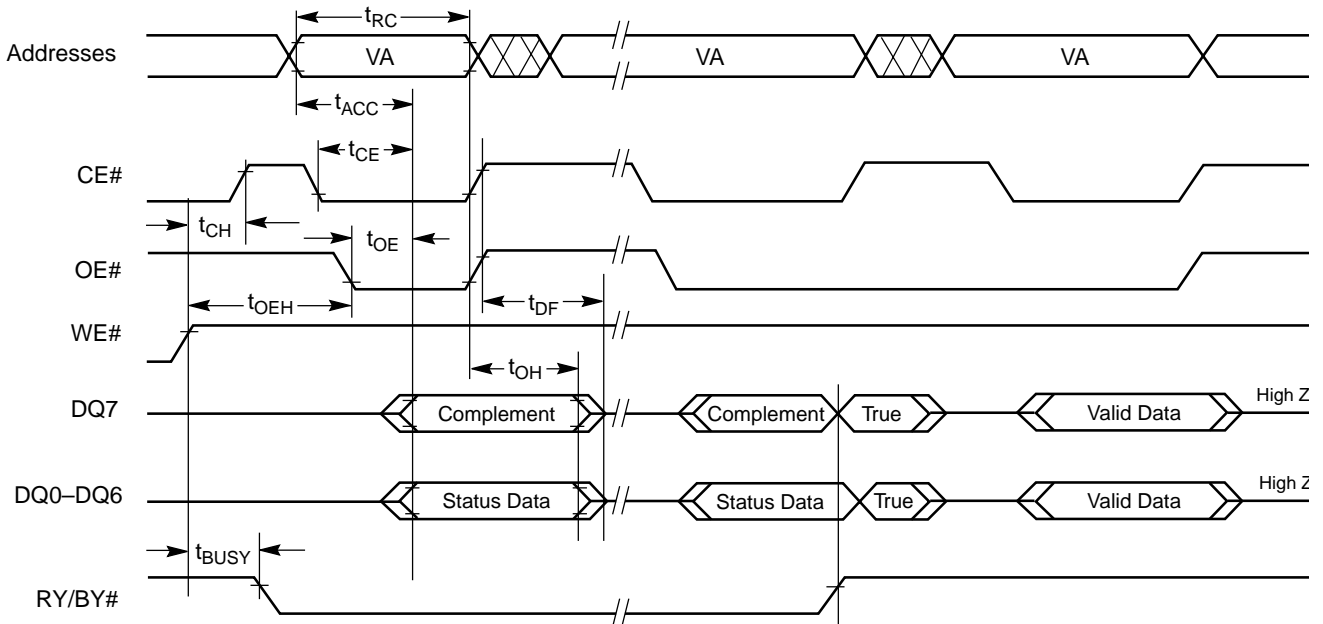 tRC
Addresses VA VA VA
tACC
tCE
CE#
tCH
tOE
OE#
tOEH tDF
WE#
tOH
DQ7 Complement Complement True Valid Data High Z
DQ0–DQ6 Status Data Status Data True Valid Data High Z
tBUSY
RY/BY#